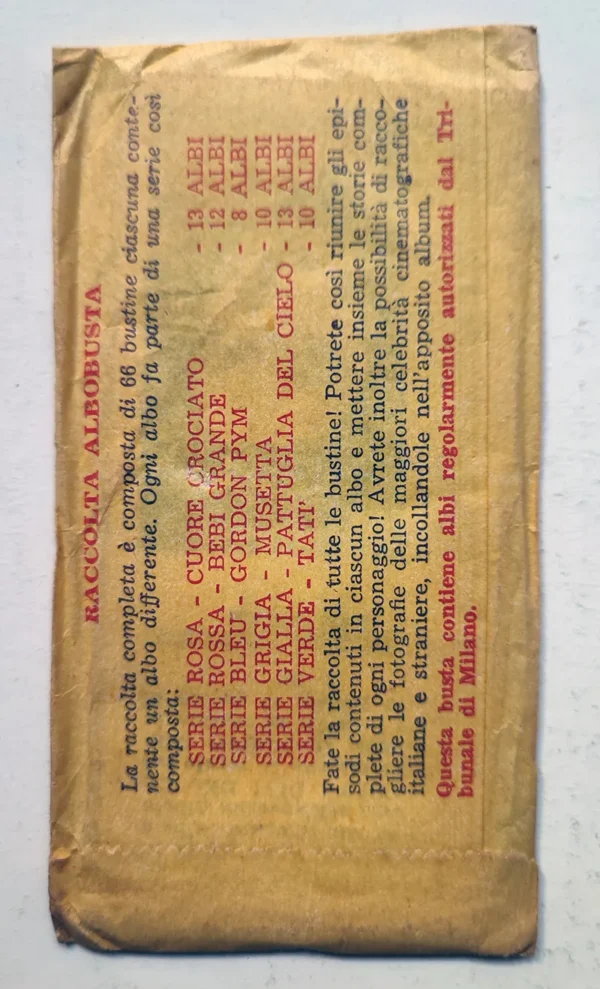 RACCOLTA ALBOBUSTA
La raccolta completa è composta di 66 bustine ciascuna conte-
nente un albo differente. Ogni albo fa parte di una serie così
composta:
SERIE ROSA - CUORE CROCIATO - 13 ALBI
SERIE ROSSA - BEBI GRANDE - 12 ALBI
SERIE BLEU - GORDON PYM - 8 ALBI
SERIE GRIGIA - MUSETTA - 10 ALBI
SERIE GIALLA - PATTUGLIA DEL CIELO - 13 ALBI
SERIE VERDE - TATI' - 10 ALBI
Fate la raccolta di tutte le bustine! Potrete così riunire gli epi-
sodi contenuti in ciascun albo e mettere insieme le storie com-
plete di ogni personaggio! Avrete inoltre la possibilità di racco-
gliere le fotografie delle maggiori celebrità cinematografiche
italiane e straniere, incollandole nell'apposito album.
Questa busta contiene albi regolarmente autorizzati dal Tri-
bunale di Milano.